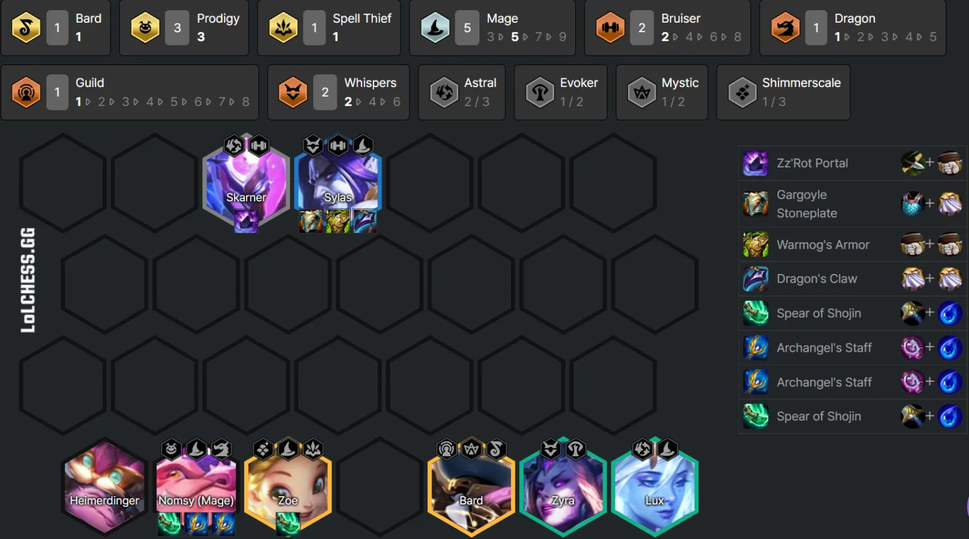 Bard
1 1
Prodigy
3 3
Spell Thief
1 1
Mage
5 3 5 7 9
Bruiser
2 2 4 6 8
Dragon
1 1 2 3 4 5
Guild
1 1 2 3 4 5 6 7 8
Whispers
2 2 4 6
Astral
2 / 3
Evoker
1 / 2
Mystic
1 / 2
Shimmerscale
1 / 3
LoLCHESS.GG
Skarner
Sylas
Heimerdinger
Nomsy (Mage)
Zoe
Bard
Zyra
Lux
Zz'Rot Portal +
Gargoyle
Stoneplate +
Warmog's Armor +
Dragon's Claw +
Spear of Shojin +
Archangel's Staff +
Archangel's Staff +
Spear of Shojin +